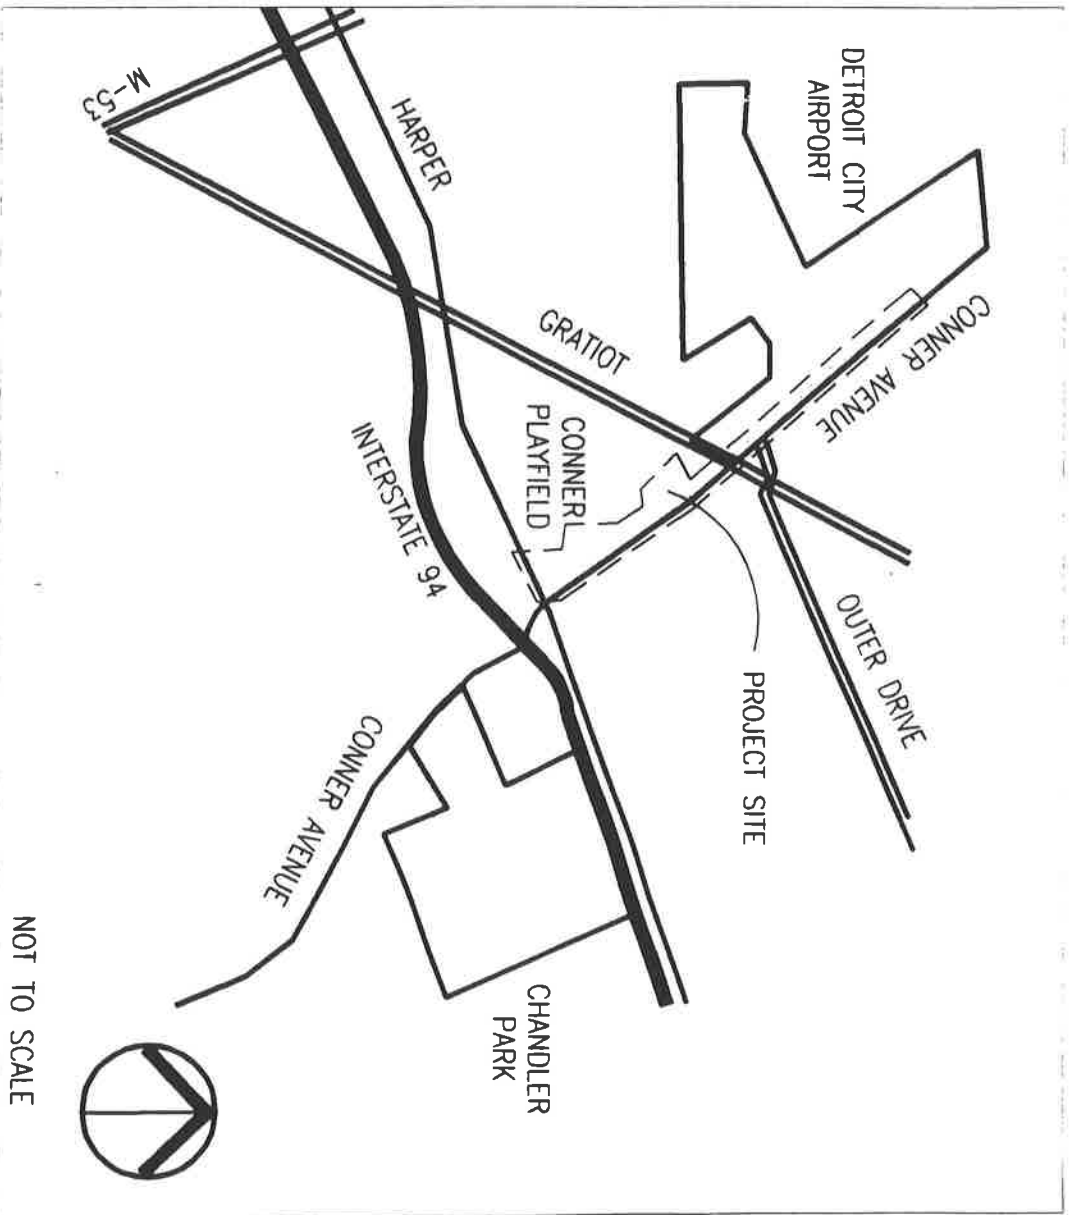 DETROIT CITY
AIRPORT
CONNER AVENUE
OUTER DRIVE
HARPER
GRATIOT
CONNER
PLAYFIELD
PROJECT SITE
M-53
INTERSTATE 94
CONNER AVENUE
CHANDLER
PARK
NOT TO SCALE